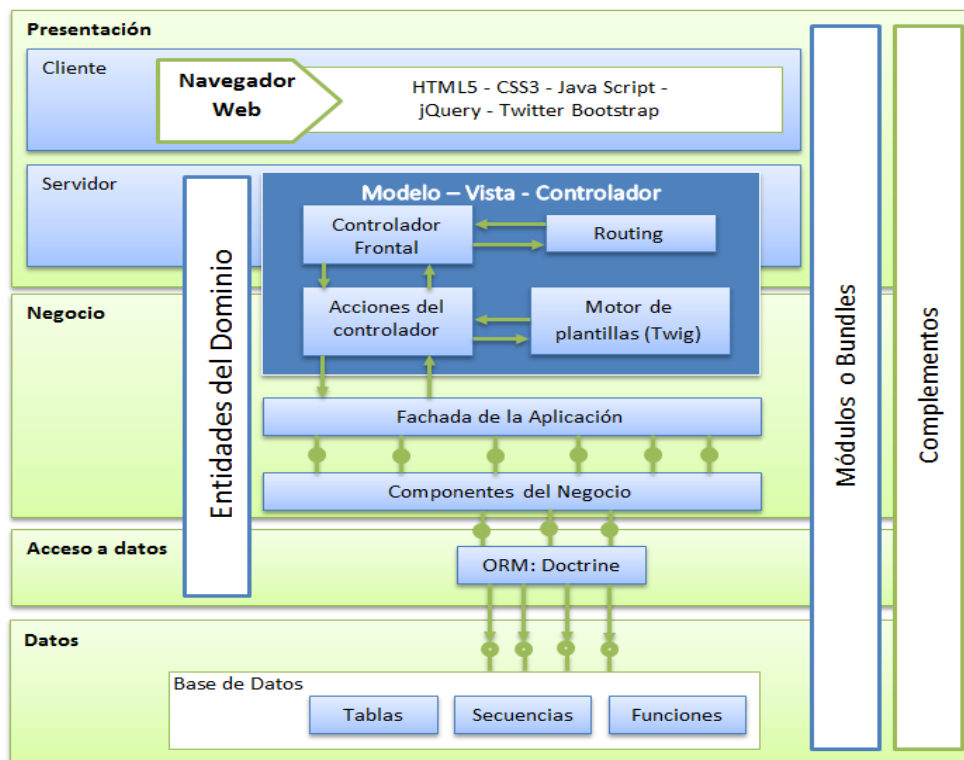 Presentación
Cliente
Navegador
Web
HTML5 - CSS3 - Java Script -
jQuery - Twitter Bootstrap
Servidor
Modelo – Vista - Controlador
Controlador
Frontal
Routing
Negocio
Acciones del
controlador
Motor de
plantillas (Twig)
Entidades del Dominio
Fachada de la Aplicación
Componentes del Negocio
Acceso a datos
ORM: Doctrine
Datos
Base de Datos
Tablas
Secuencias
Funciones
Módulos o Bundles
Complementos